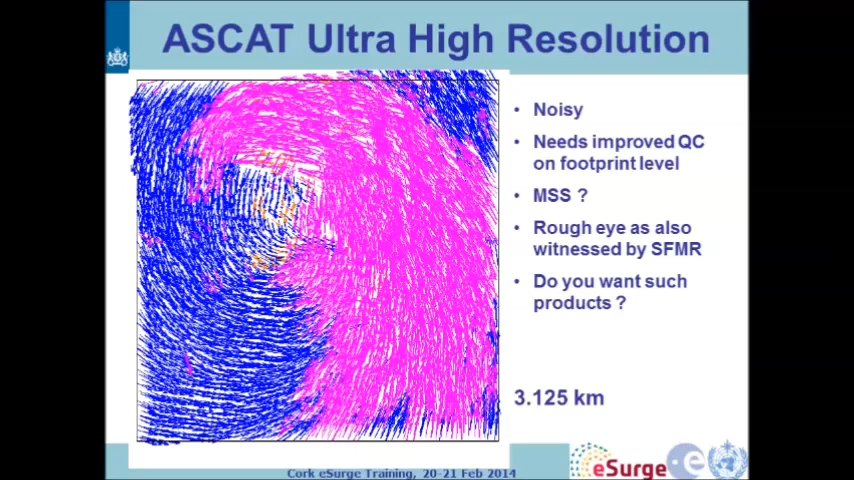 ASCAT Ultra High Resolution
• Noisy
• Needs improved QC
on footprint level
• MSS ?
• Rough eye as also
witnessed by SFMR
• Do you want such
products ?
3.125 km
eSurge
e
Cork eSurge Training, 20-21 Feb 2014